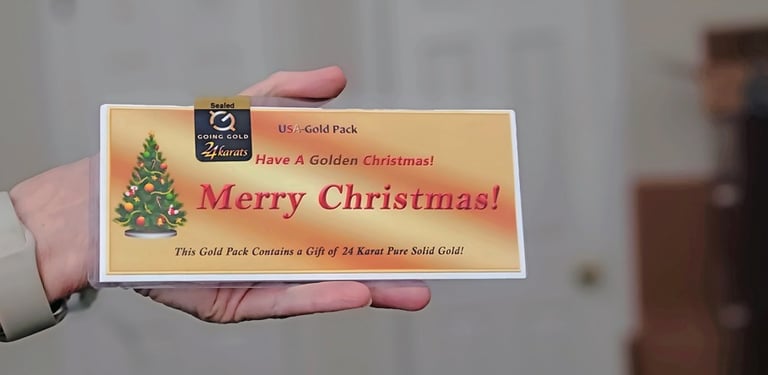 Sealed
GOING GOLD
24 karats
USA-Gold Pack
Have A Golden Christmas!
Merry Christmas!
This Gold Pack Contains a Gift of 24 Karat Pure Solid Gold!